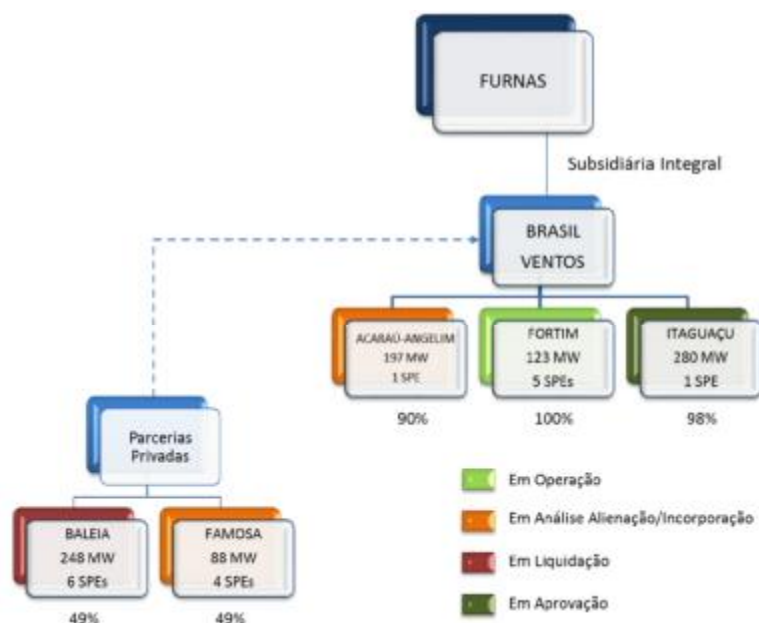 FURNAS
Subsidiária Integral
BRASIL
VENTOS
ACARAÚ-ANGELIM
197 MW
1 SPE
90%
FORTIM
123 MW
5 SPEs
100%
ITAGUAÇU
280 MW
1 SPE
98%
Parcerias
Privadas
BALEIA
248 MW
6 SPEs
49%
FAMOSA
88 MW
4 SPEs
49%
Em Operação
Em Análise Alienação/Incorporação
Em Liquidação
Em Aprovação